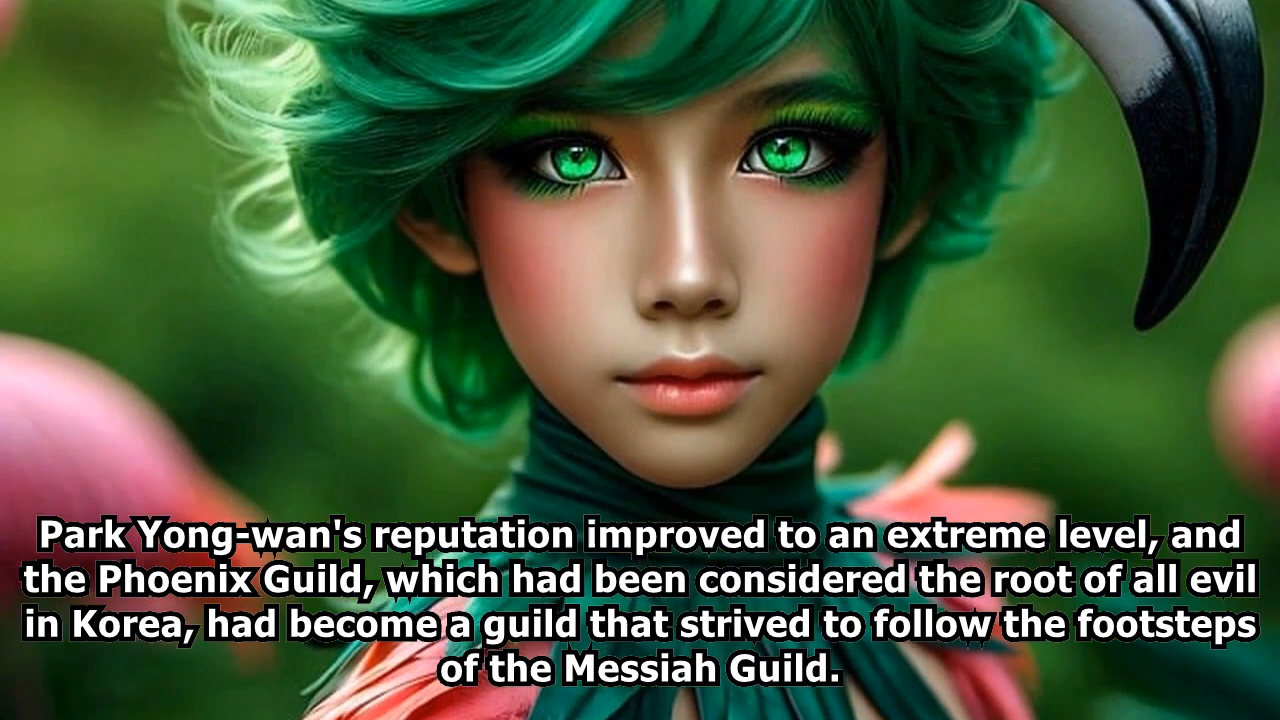 Park Yong-wan's reputation improved to an extreme level, and
the Phoenix Guild, which had been considered the root of all evil
in Korea, had become a guild that strived to follow the footsteps
of the Messiah Guild.